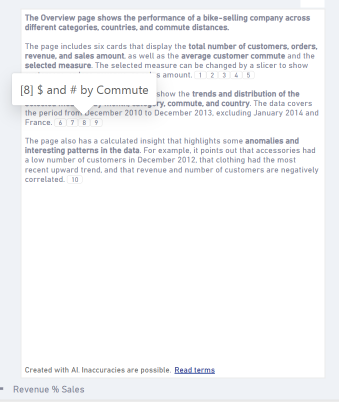 The Overview page shows the performance of a bike-selling company across
different categories, countries, and commute distances.
The page includes six cards that display the total number of customers, orders,
revenue, and sales amount, as well as the average customer commute and the
selected measure. The selected measure can be changed by a slicer to show
amount. 1 2 3 4 5
[8] $ and # by Commute
show the trends and distribution of the
commute, and country. The data covers
the period from December 2010 to December 2013, excluding January 2014 and
France. 6 7 8 9
The page also has a calculated insight that highlights some anomalies and
interesting patterns in the data. For example, it points out that accessories had
a low number of customers in December 2012, that clothing had the most
recent upward trend, and that revenue and number of customers are negatively
correlated. 10
Created with AI. Inaccuracies are possible. Read terms
Revenue % Sales